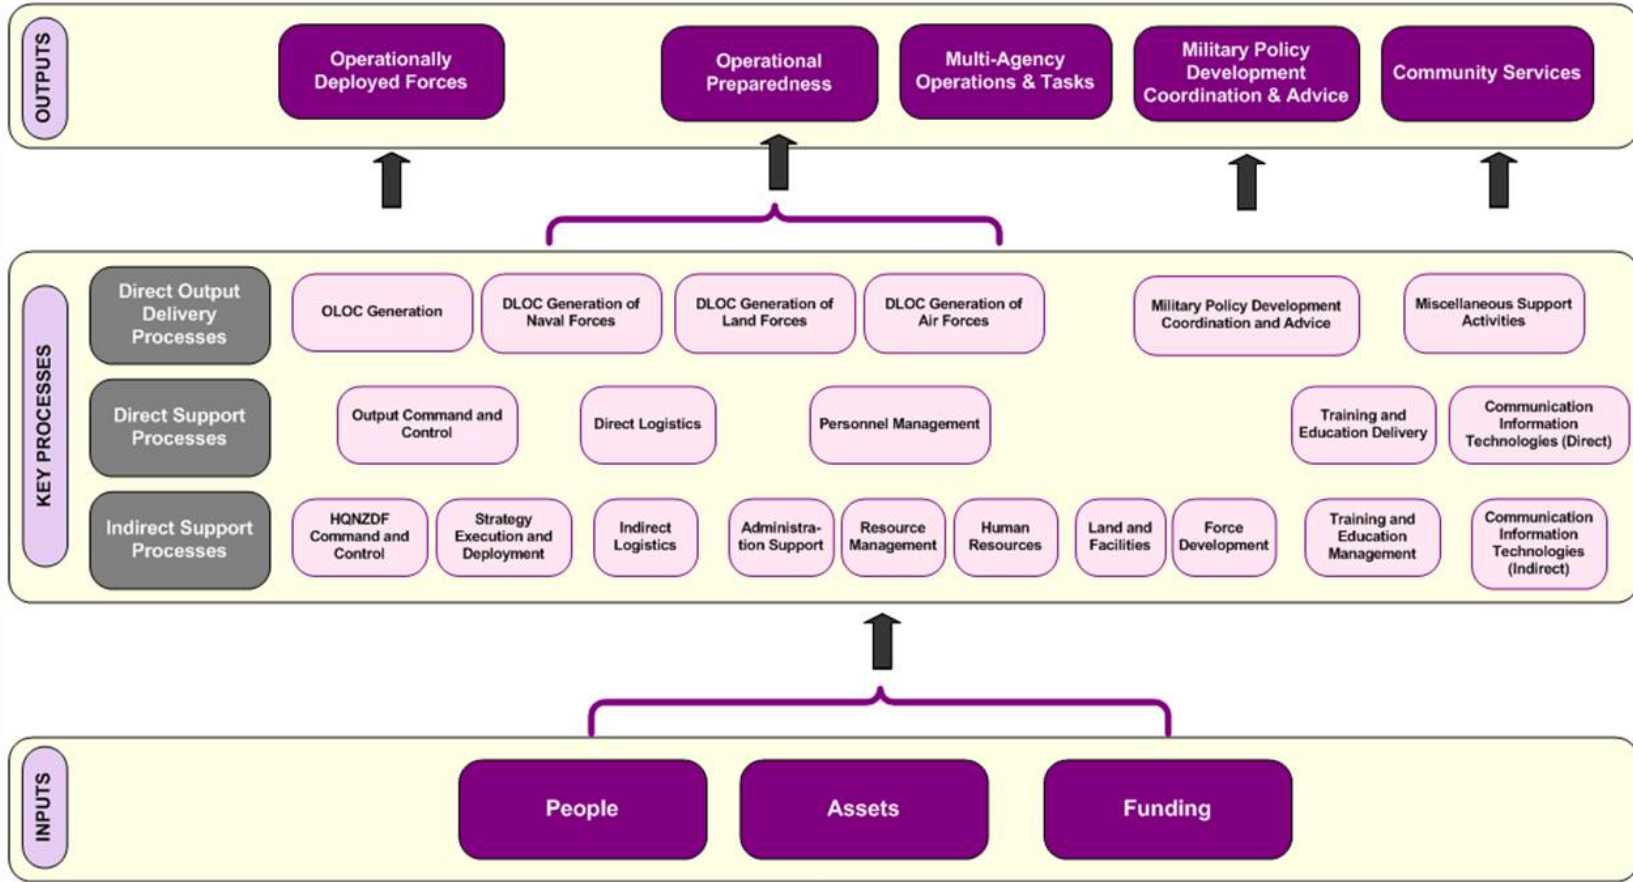 OUTPUTS
Operationally
Deployed Forces
Operational
Preparedness
Multi-Agency
Operations & Tasks
Military Policy
Development
Coordination & Advice
Community Services
KEY PROCESSES
Direct Output
Delivery
Processes
OLOC Generation
DLOC Generation of
Naval Forces
DLOC Generation of
Land Forces
DLOC Generation of
Air Forces
Military Policy Development
Coordination and Advice
Miscellaneous Support
Activities
Direct Support
Processes
Output Command and
Control
Direct Logistics
Personnel Management
Training and
Education Delivery
Communication
Information
Technologies (Direct)
Indirect Support
Processes
HQNZDF
Command and
Control
Strategy
Execution and
Deployment
Indirect
Logistics
Administra-
tion Support
Resource
Management
Human
Resources
Land and
Facilities
Force
Development
Training and
Education
Management
Communication
Information
Technologies
(Indirect)
INPUTS
People
Assets
Funding